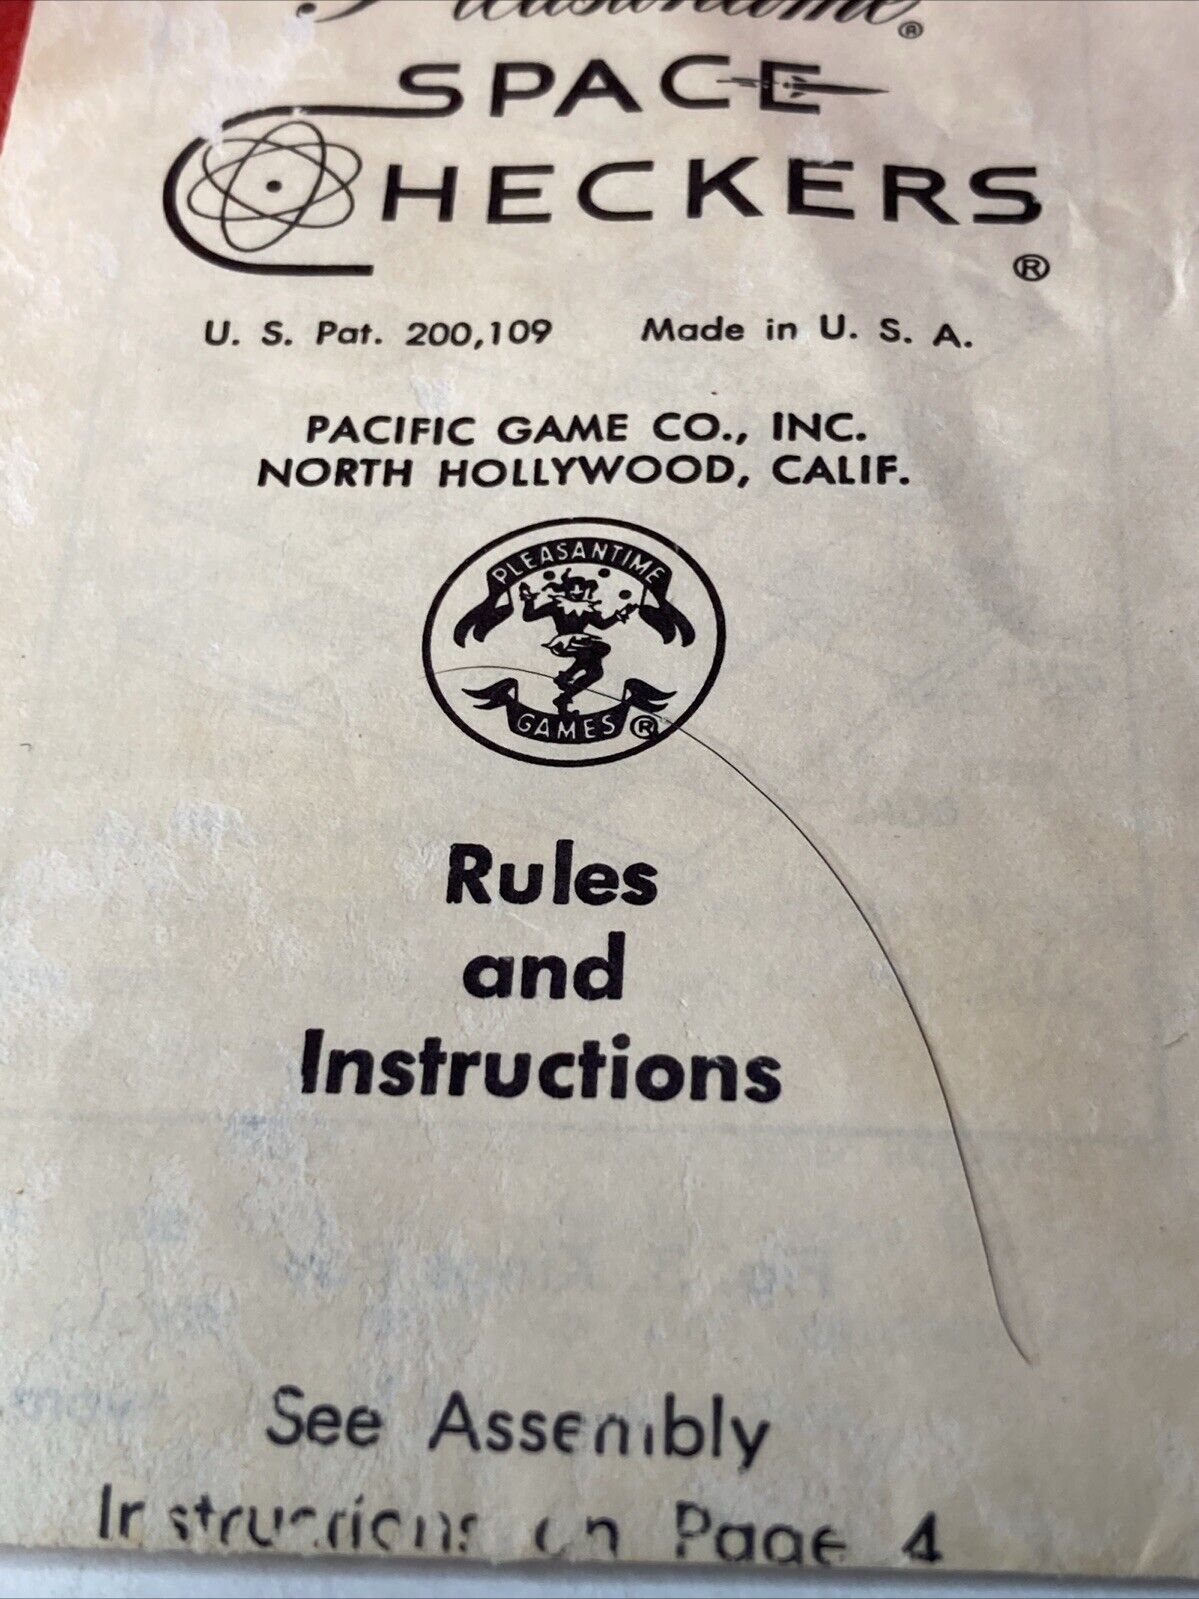 Pleasantime®
SPACE
CHECKERS®
U. S. Pat. 200,109 Made in U. S. A.
PACIFIC GAME CO., INC.
NORTH HOLLYWOOD, CALIF.
PLEASANTIME
GAMES ®
Rules
and
Instructions
See Assembly
Instructions on Page 4